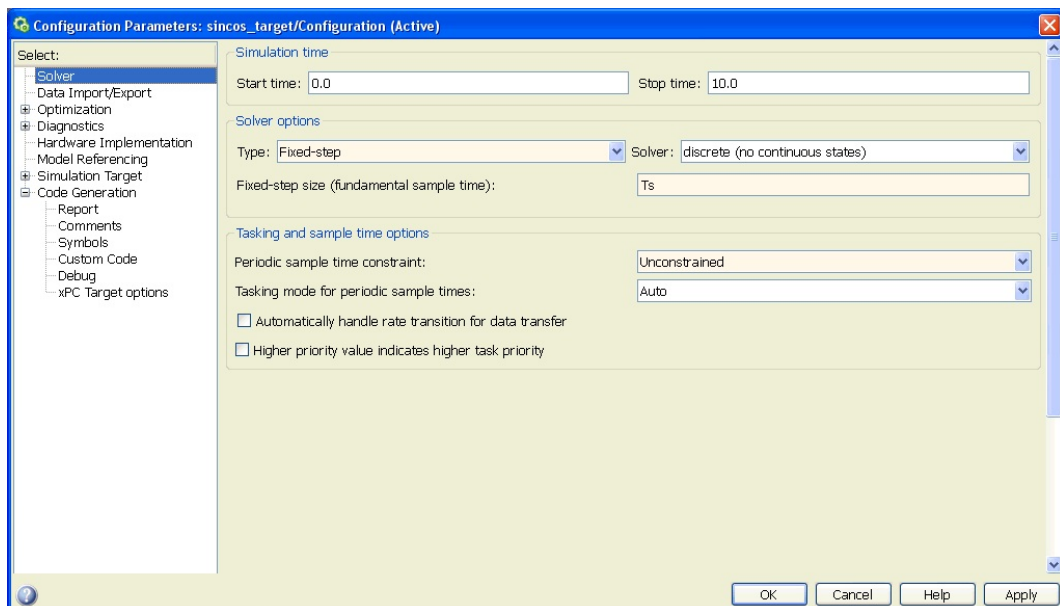 Configuration Parameters: sincos_target/Configuration (Active)
Select:
Solver
Data Import/Export
Optimization
Diagnostics
Hardware Implementation
Model Referencing
Simulation Target
Code Generation
Report
Comments
Symbols
Custom Code
Debug
xPC Target options
Simulation time
Start time: 0.0 Stop time: 10.0
Solver options
Type: Fixed-step Solver: discrete (no continuous states)
Fixed-step size (fundamental sample time): Ts
Tasking and sample time options
Periodic sample time constraint: Unconstrained
Tasking mode for periodic sample times: Auto
Automatically handle rate transition for data transfer
Higher priority value indicates higher task priority
OK Cancel Help Apply